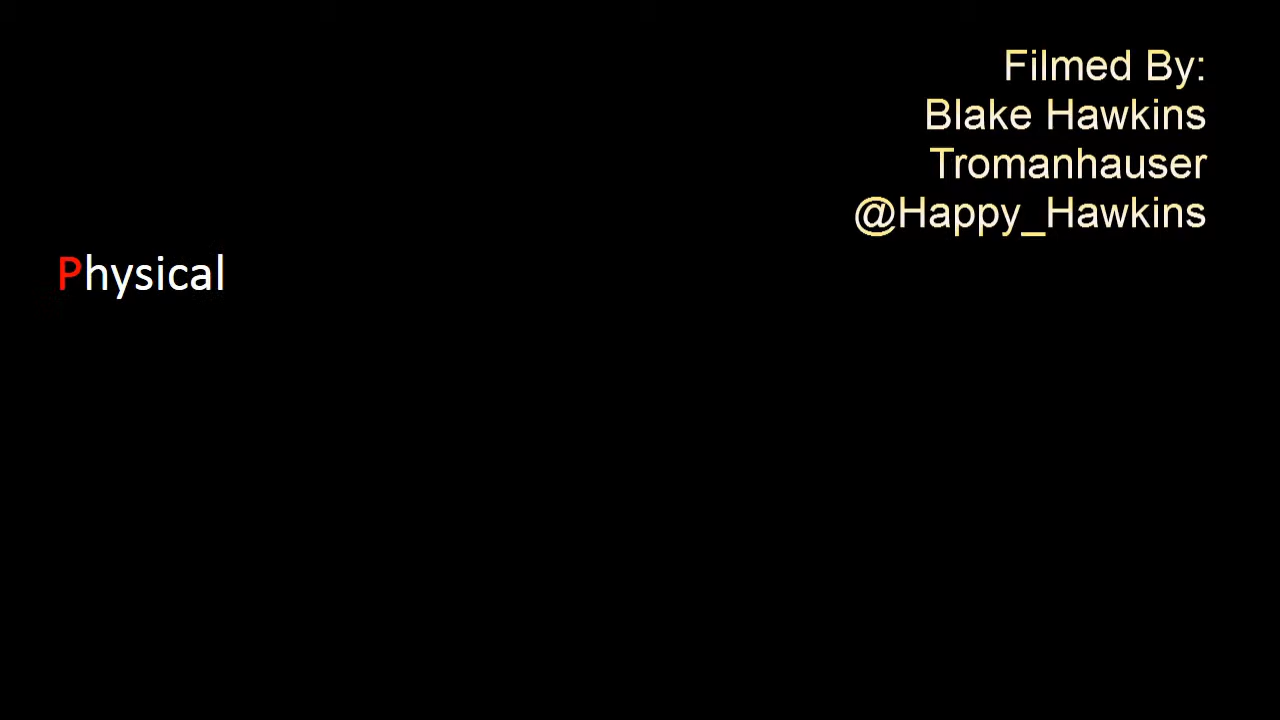 Filmed By:
Blake Hawkins
Tromanhauser
@Happy_Hawkins
Physical